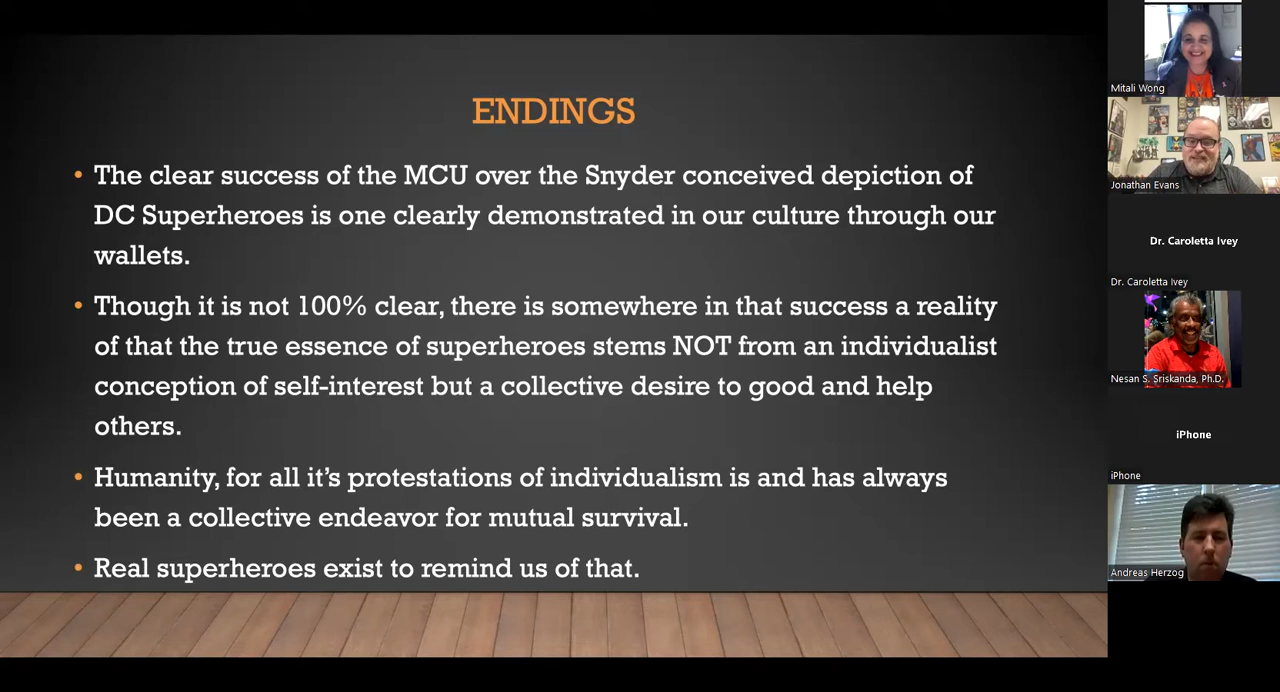 ENDINGS
• The clear success of the MCU over the Snyder conceived depiction of
DC Superheroes is one clearly demonstrated in our culture through our
wallets.
• Though it is not 100% clear, there is somewhere in that success a reality
of that the true essence of superheroes stems NOT from an individualist
conception of self-interest but a collective desire to good and help
others.
• Humanity, for all it's protestations of individualism is and has always
been a collective endeavor for mutual survival.
• Real superheroes exist to remind us of that.
Mitali Wong
Jonathan Evans
Dr. Caroletta Ivey
Dr. Caroletta Ivey
Nesan S. Sriskanda, Ph.D.
iPhone
iPhone
Andreas Herzog